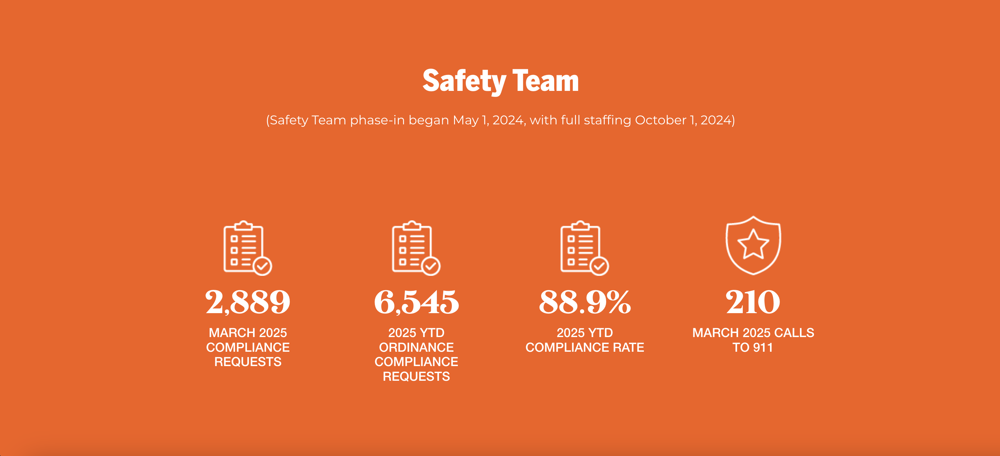 Safety Team
(Safety Team phase-in began May 1, 2024, with full staffing October 1, 2024)
2,889
MARCH 2025
COMPLIANCE
REQUESTS
6,545
2025 YTD
ORDINANCE
COMPLIANCE
REQUESTS
88.9%
2025 YTD
COMPLIANCE RATE
210
MARCH 2025 CALLS
TO 911